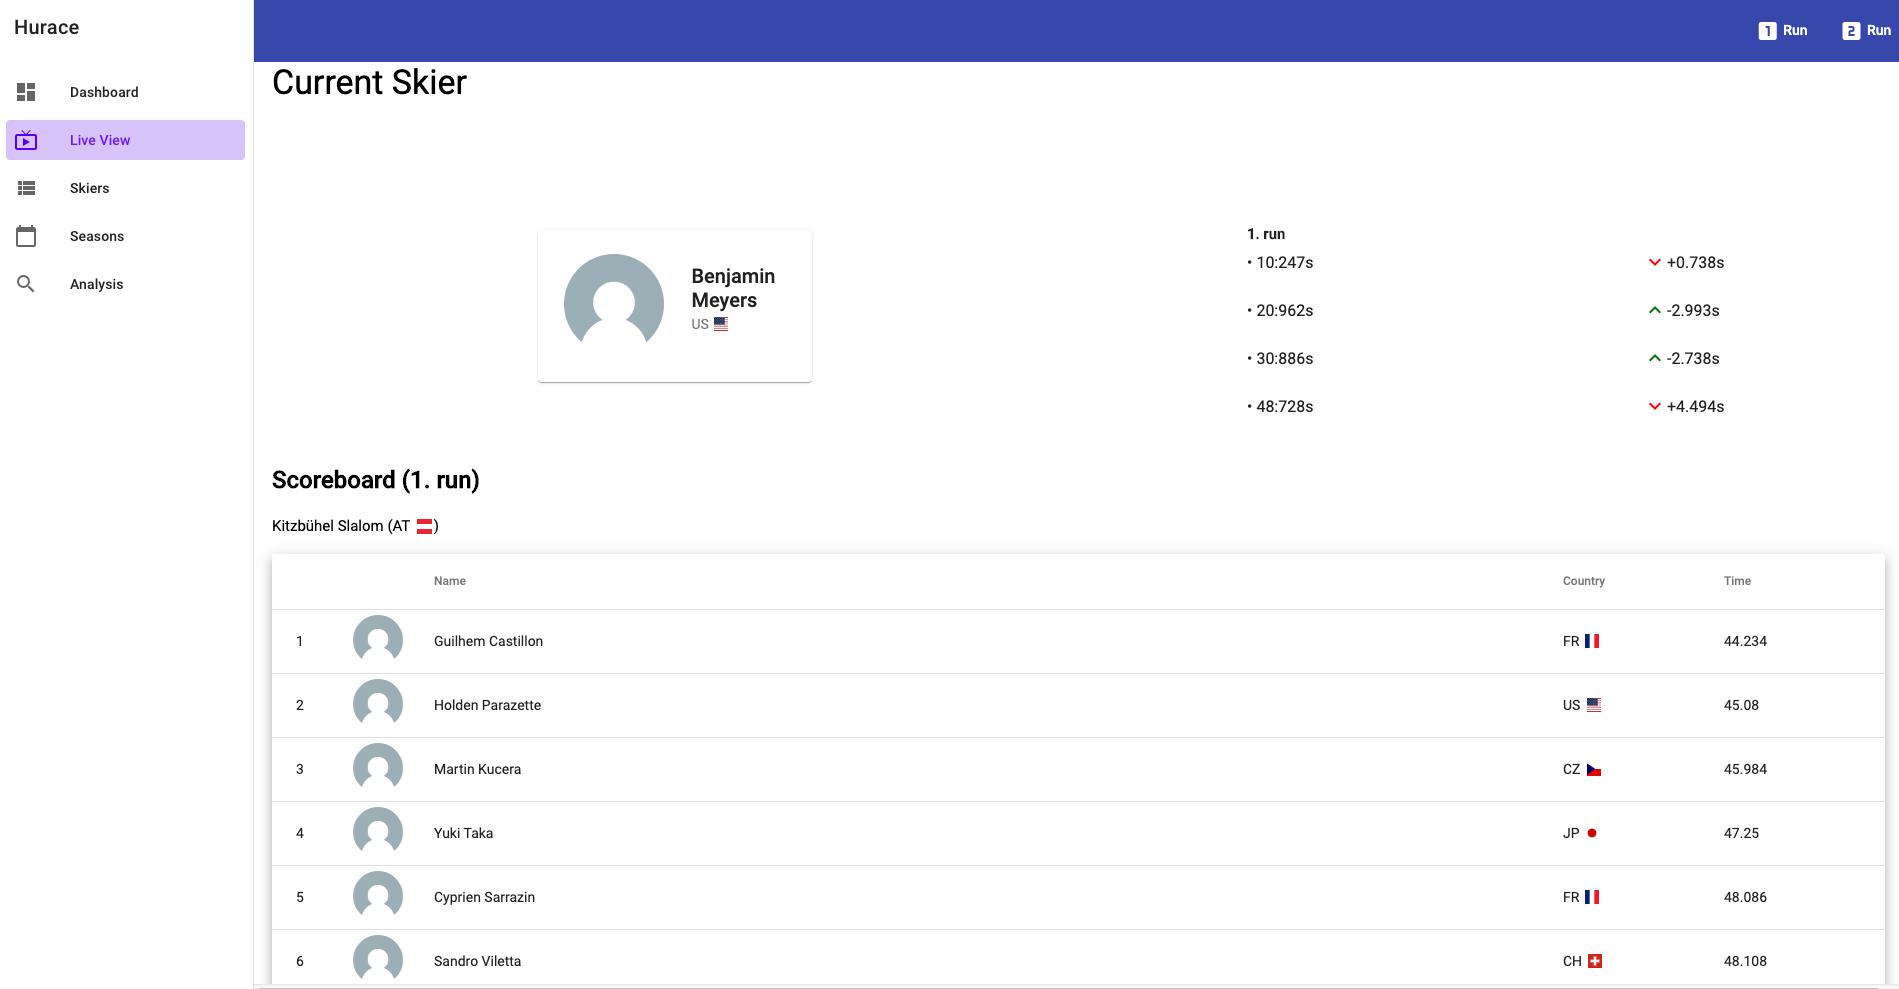 Hurace
1 Run
2 Run
Dashboard
Live View
Skiers
Seasons
Analysis
Current Skier
Benjamin
Meyers
US
1. run
• 10:247s +0.738s
• 20:962s -2.993s
• 30:886s -2.738s
• 48:728s +4.494s
Scoreboard (1. run)
Kitzbühel Slalom (AT )
Name Country Time
1 Guilhem Castillon FR 44.234
2 Holden Parazette US 45.08
3 Martin Kucera CZ 45.984
4 Yuki Taka JP 47.25
5 Cyprien Sarrazin FR 48.086
6 Sandro Viletta CH 48.108